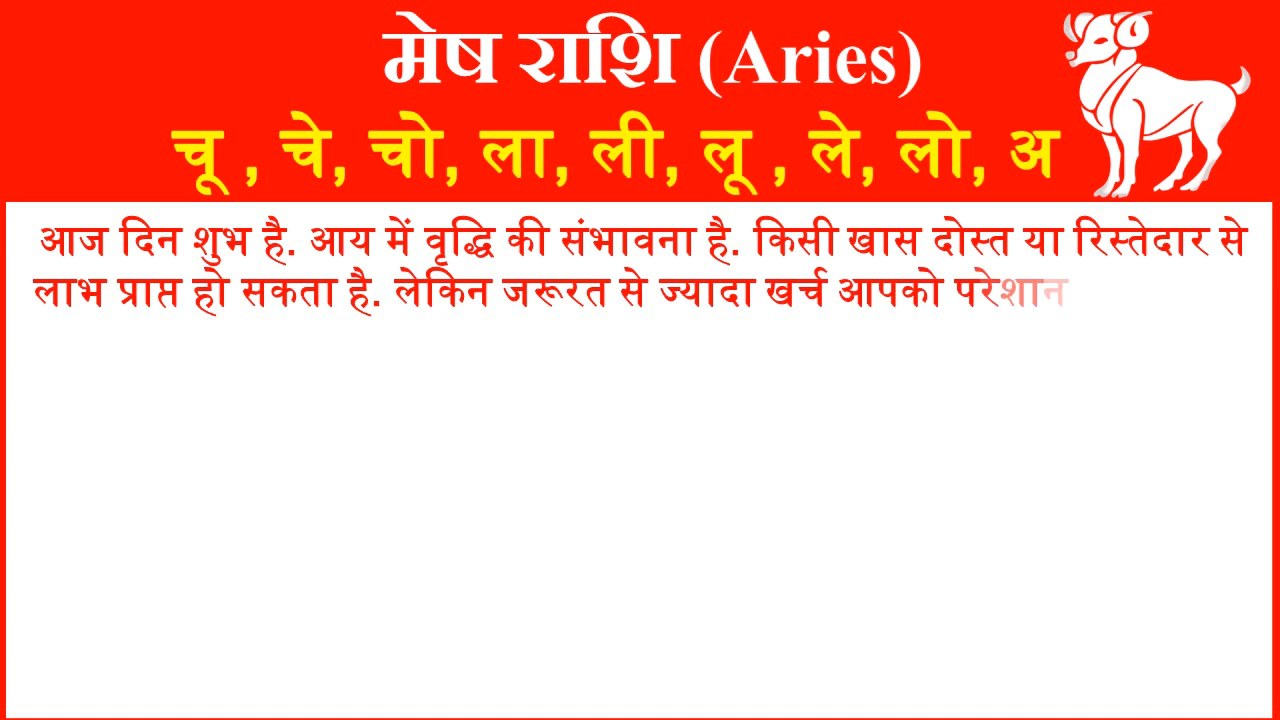 मेष राशि (Aries)
चू , चे, चो, ला, ली, लू , ले, लो, अ
आज दिन शुभ है. आय में वृद्धि की संभावना है. किसी खास दोस्त या रिस्तेदार से
लाभ प्राप्त हो सकता है. लेकिन जरूरत से ज्यादा खर्च आपको परेशान